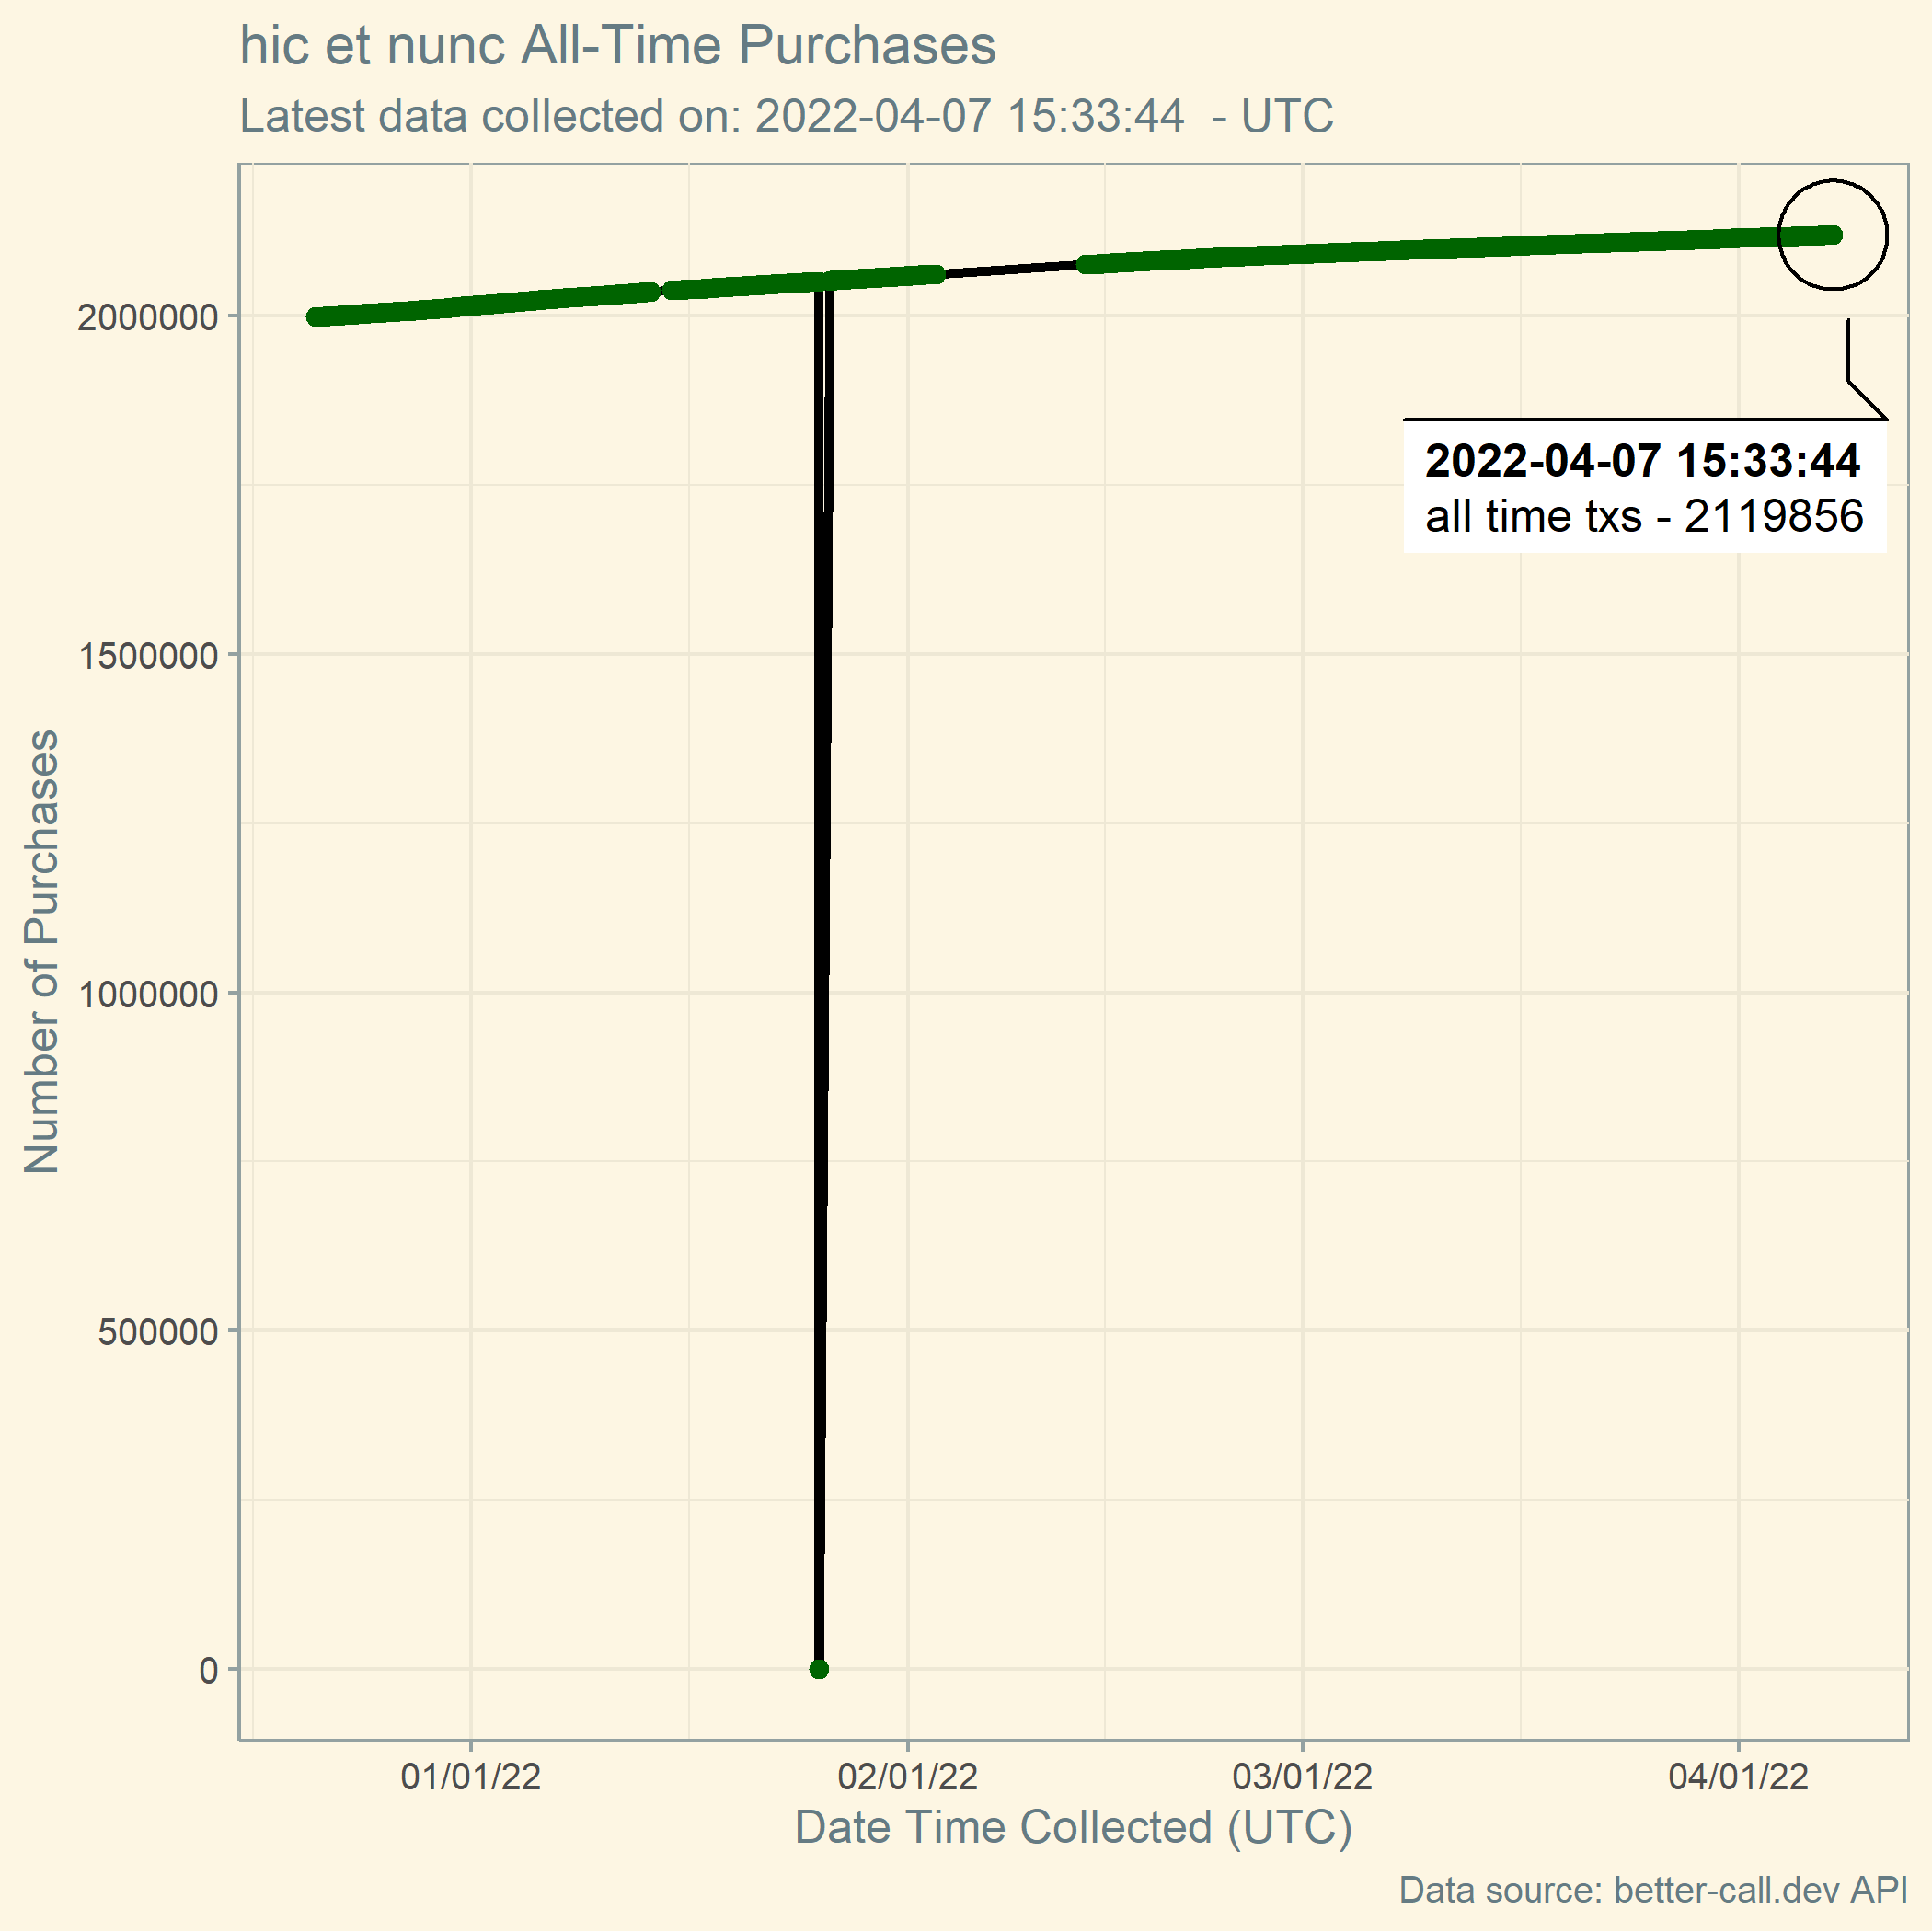 hic et nunc All-Time Purchases
Latest data collected on: 2022-04-07 15:33:44  - UTC
2022-04-07 15:33:44
all time txs - 2119856
Number of Purchases
2000000
1500000
1000000
500000
0
01/01/22
02/01/22
03/01/22
04/01/22
Date Time Collected (UTC)
Data source: better-call.dev API